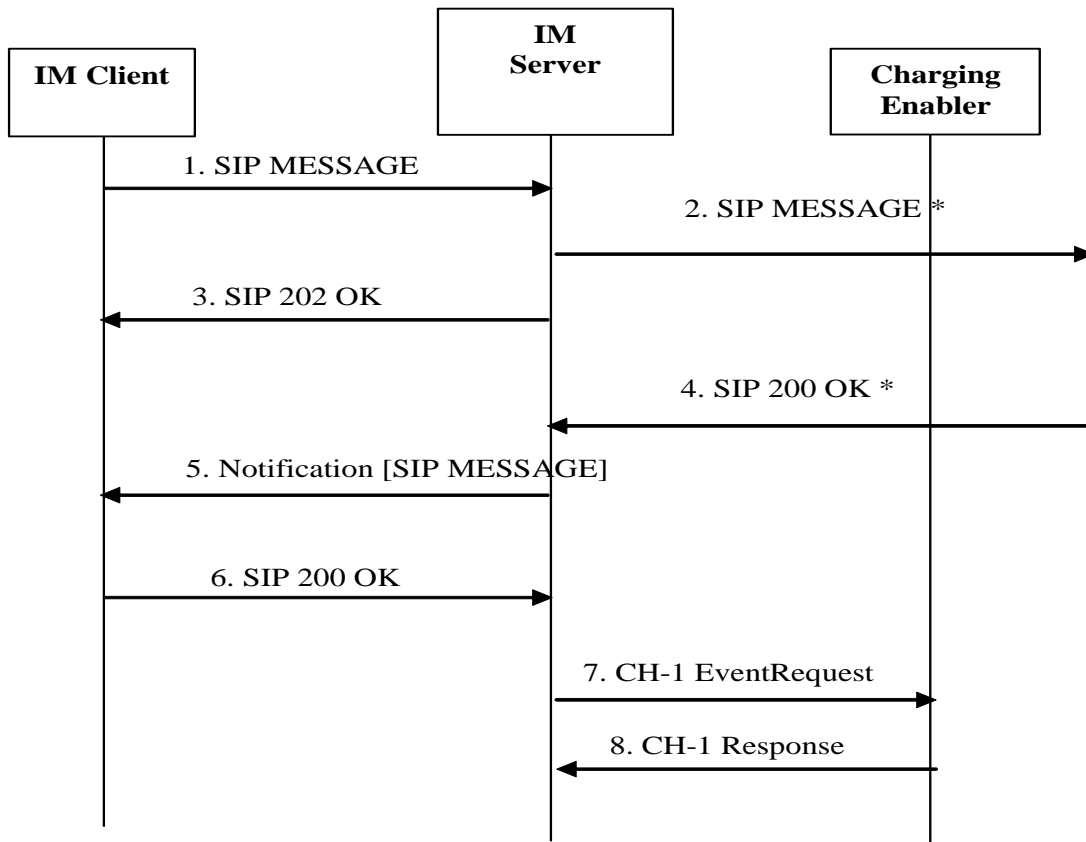 IM Client
IM
Server
Charging
Enabler
1. SIP MESSAGE
2. SIP MESSAGE *
3. SIP 202 OK
4. SIP 200 OK *
5. Notification [SIP MESSAGE]
6. SIP 200 OK
7. CH-1 EventRequest
8. CH-1 Response